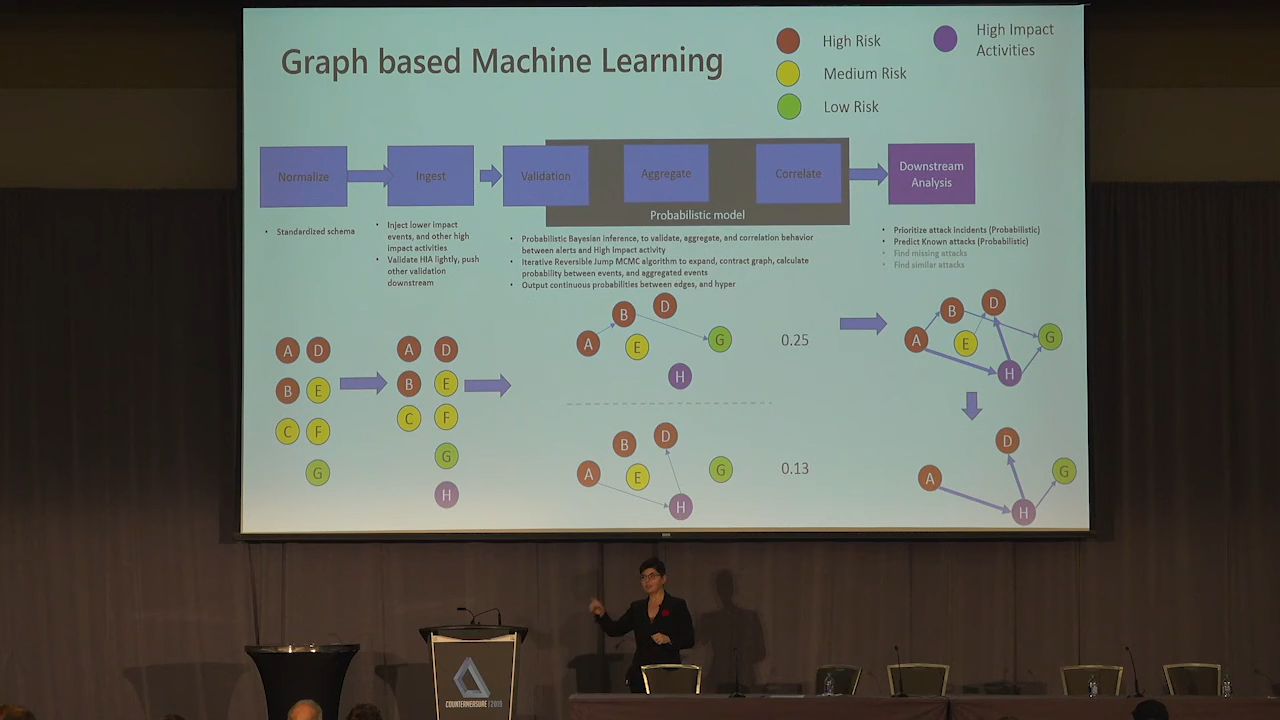 Graph based Machine Learning
High Risk
Medium Risk
Low Risk
High Impact
Activities
Normalize
Ingest
Validation
Aggregate
Correlate
Probabilistic model
Downstream
Analysis
• Standardized schema
• Inject lower impact
events, and other high
impact activities
• Validate HIA lightly, push
other validation
downstream
• Probabilistic Bayesian inference, to validate, aggregate, and correlation behavior
between alerts and High Impact activity
• Iterative Reversible Jump MCMC algorithm to expand, contract graph, calculate
probability between events, and aggregated events
• Output continuous probabilities between edges, and hyper
• Prioritize attack incidents (Probabilistic)
• Predict Known attacks (Probabilistic)
• Find missing attacks
• Find similar attacks
A D
B E
C F
G
A D
B E
C F
G
H
B D
A E G
H
0.25
B D
A E G
H
0.13
B D
A E G
H
D
A G
H
COUNTERMEASURE | 2019